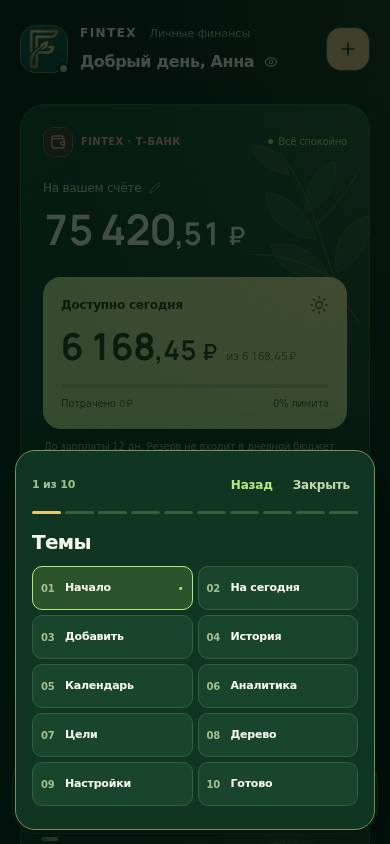 FINTEX Личные финансы
Добрый день, Анна
FINTEX · Т-БАНК
Всё спокойно
На вашем счёте
75 420,51 ₽
Доступно сегодня
6 168,45 ₽ из 6 168,45 ₽
Потрачено 0 ₽
0% лимита
До зарплаты 12 дн. Резерв не входит в дневной бюджет.
1 из 10
Назад
Закрыть
Темы
01 Начало
02 На сегодня
03 Добавить
04 История
05 Календарь
06 Аналитика
07 Цели
08 Дерево
09 Настройки
10 Готово